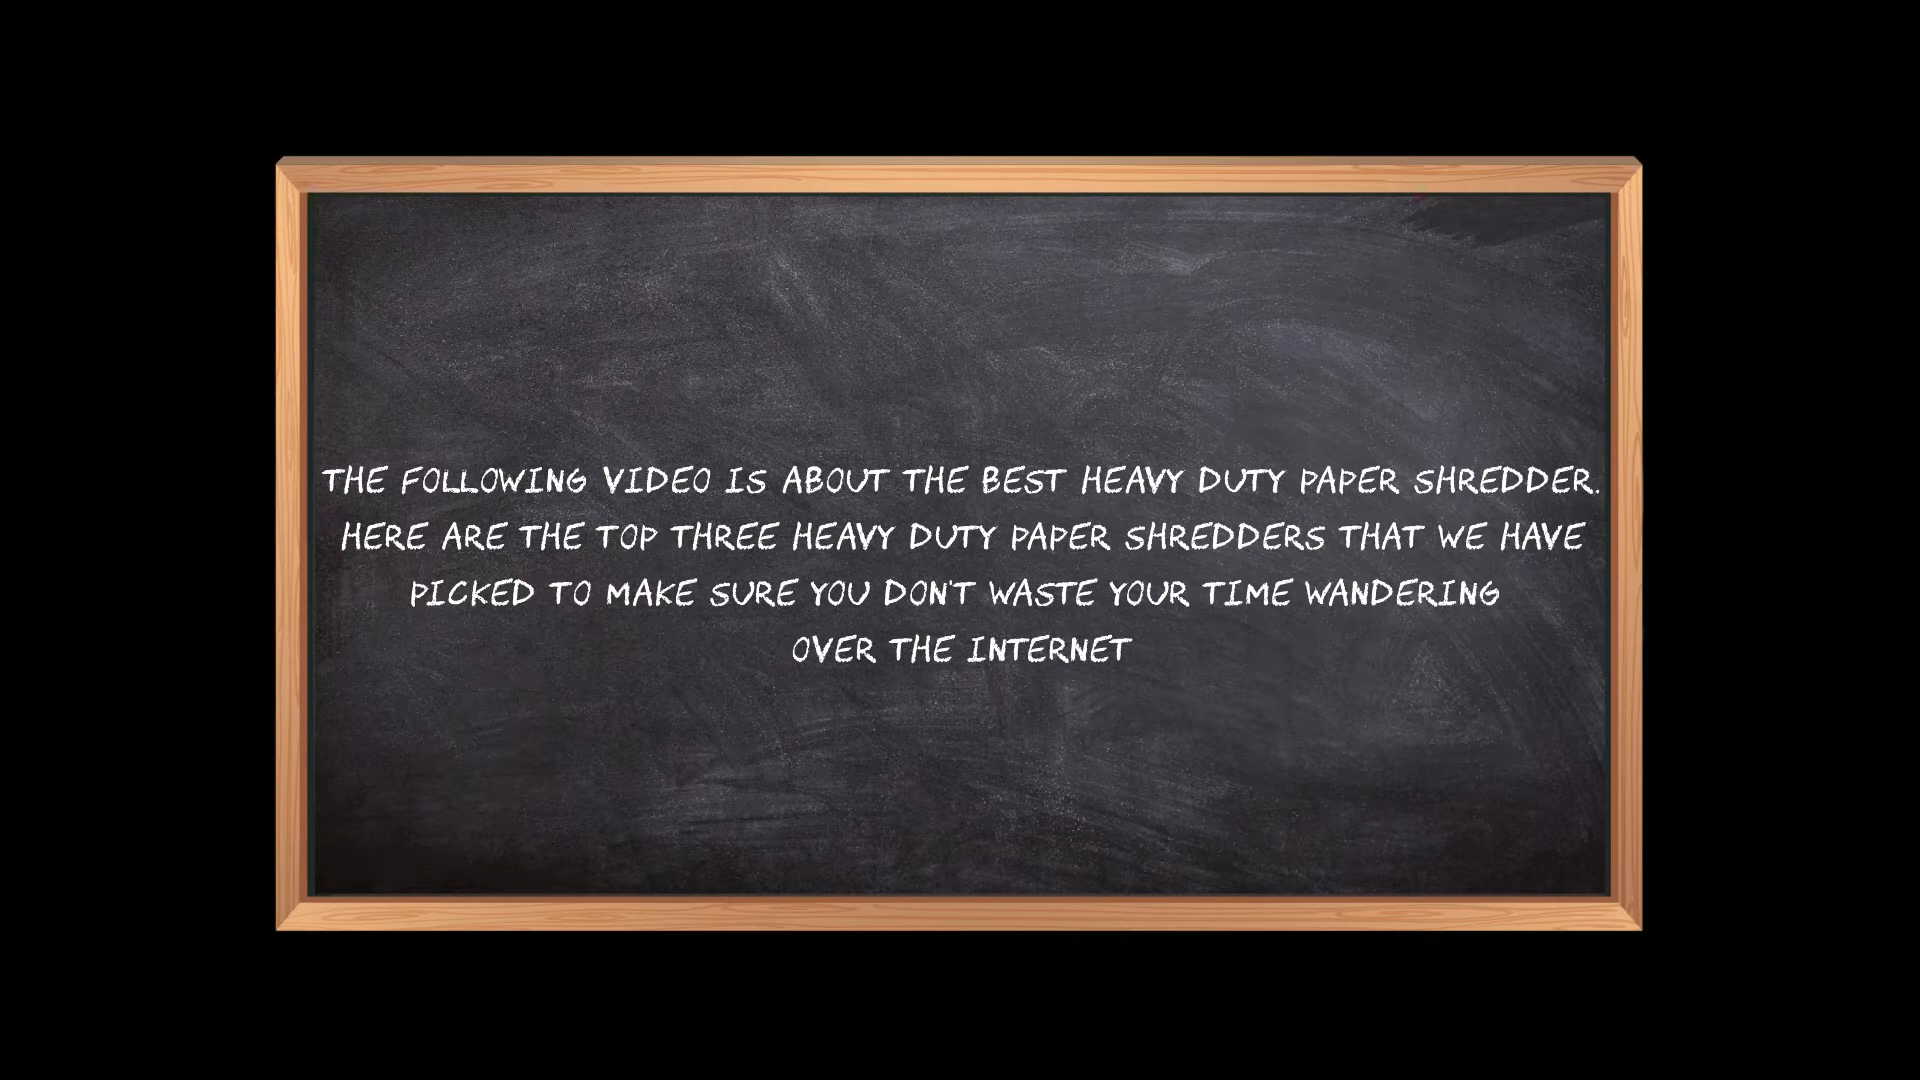 THE FOLLOWING VIDEO IS ABOUT THE BEST HEAVY DUTY PAPER SHREDDER.
HERE ARE THE TOP THREE HEAVY DUTY PAPER SHREDDERS THAT WE HAVE
PICKED TO MAKE SURE YOU DON'T WASTE YOUR TIME WANDERING
OVER THE INTERNET